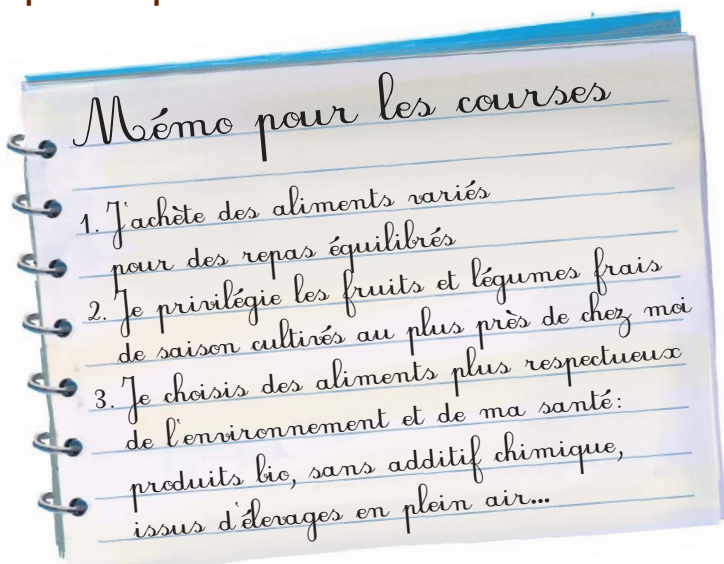 Mémo pour les courses
1. J'achète des aliments variés
pour des repas équilibrés
2. Je privilégie les fruits et légumes frais
de saison cultivés au plus près de chez moi
3. Je choisis des aliments plus respectueux
de l'environnement et de ma santé:
produits bio, sans additif chimique,
issus d'élevages en plein air...